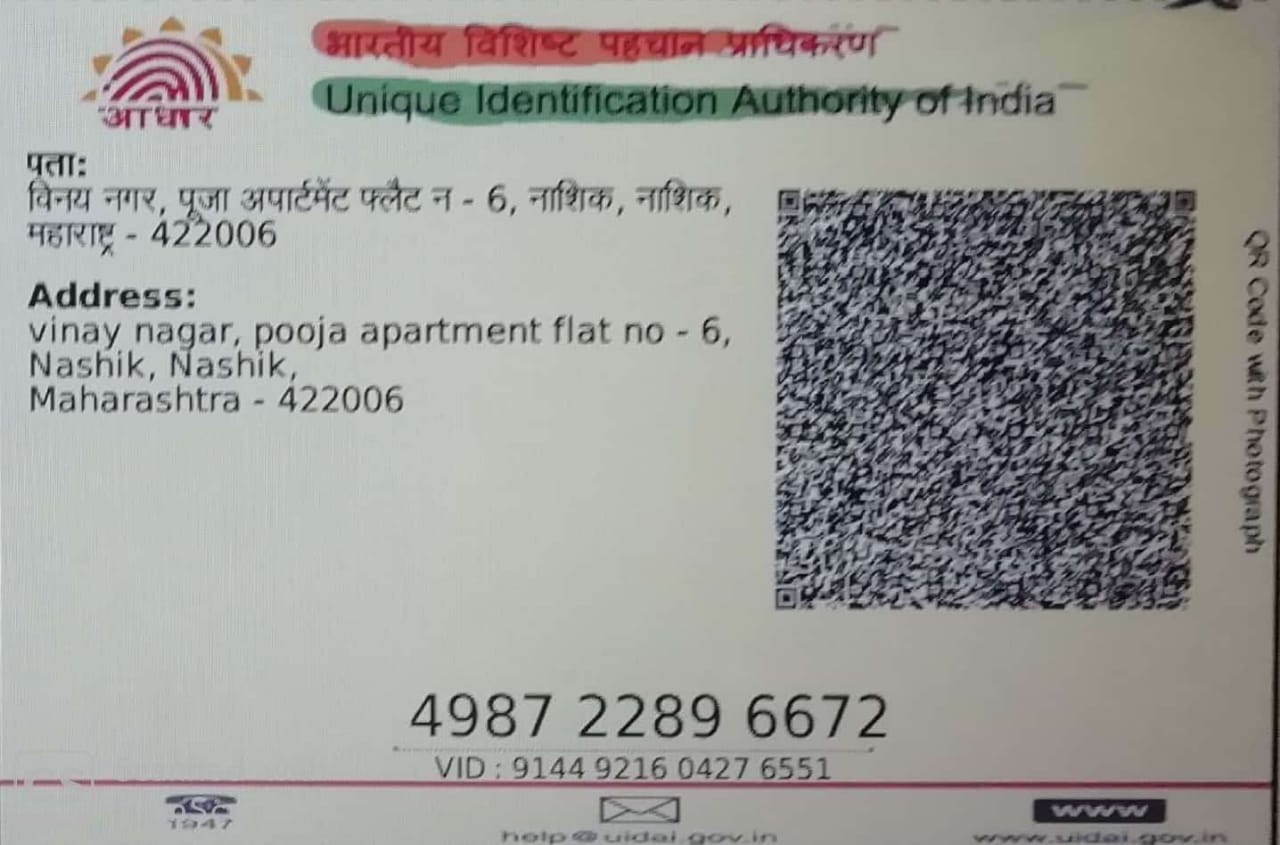 भारतीय विशिष्ट पहचान प्राधिकरण
Unique Identification Authority of India
आधार
पता:
विनय नगर, पूजा अपार्टमेंट फ्लैट न - 6, नाशिक, नाशिक,
महाराष्ट्र - 422006
Address:
vinay nagar, pooja apartment flat no - 6,
Nashik, Nashik,
Maharashtra - 422006
QR Code with Photograph
4987 2289 6672
VID : 9144 9216 0427 6551
1947
help@uidai.gov.in
www
www.uidai.gov.in